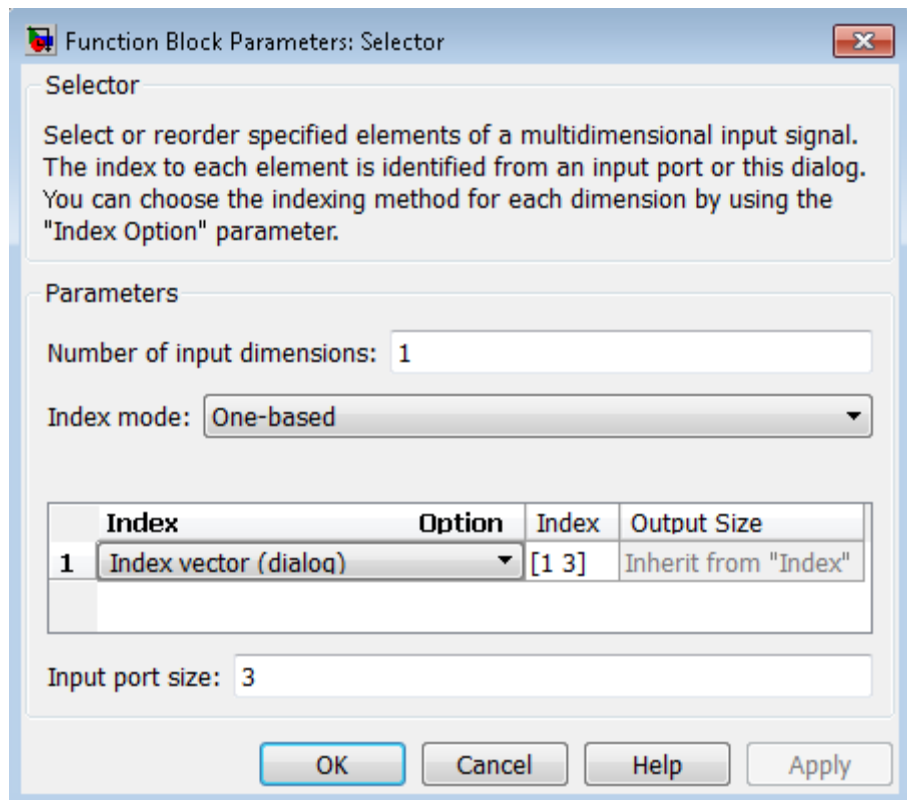 Function Block Parameters: Selector
Selector
Select or reorder specified elements of a multidimensional input signal.
The index to each element is identified from an input port or this dialog.
You can choose the indexing method for each dimension by using the
"Index Option" parameter.
Parameters
Number of input dimensions: 1
Index mode: One-based
Index Option Index Output Size
1 Index vector (dialog) [1 3] Inherit from "Index"
Input port size: 3
OK Cancel Help Apply